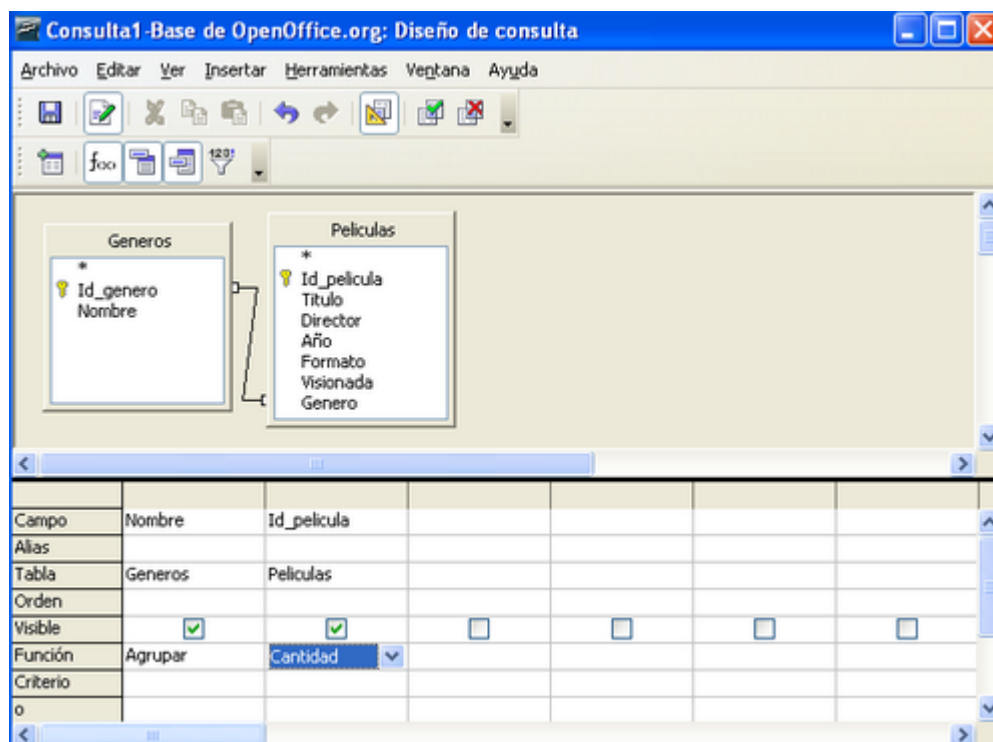 Consulta1-Base de OpenOffice.org: Diseño de consulta
Archivo Editar Ver Insertar Herramientas Ventana Ayuda
foo 123!
Generos
*
Id_genero
Nombre
Peliculas
*
Id_pelicula
Titulo
Director
Año
Formato
Visionada
Genero
Campo Nombre Id_pelicula
Alias
Tabla Generos Peliculas
Orden
Visible
Función Agrupar Cantidad
Criterio
o